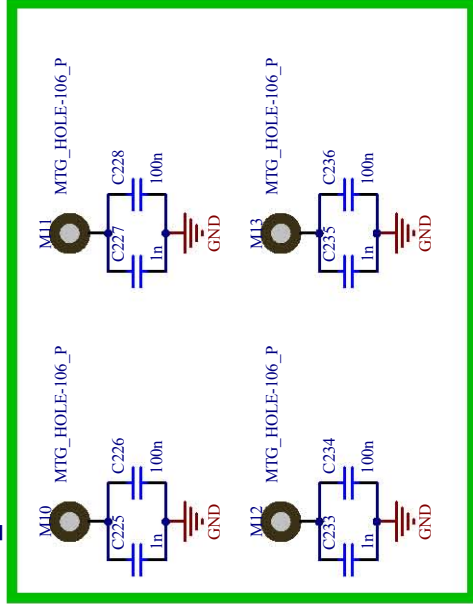 M11
MTG_HOLE-106_P
C227
1n
C228
100n
GND
M13
MTG_HOLE-106_P
C235
1n
C236
100n
GND
M10
MTG_HOLE-106_P
C225
1n
C226
100n
GND
M12
MTG_HOLE-106_P
C233
1n
C234
100n
GND